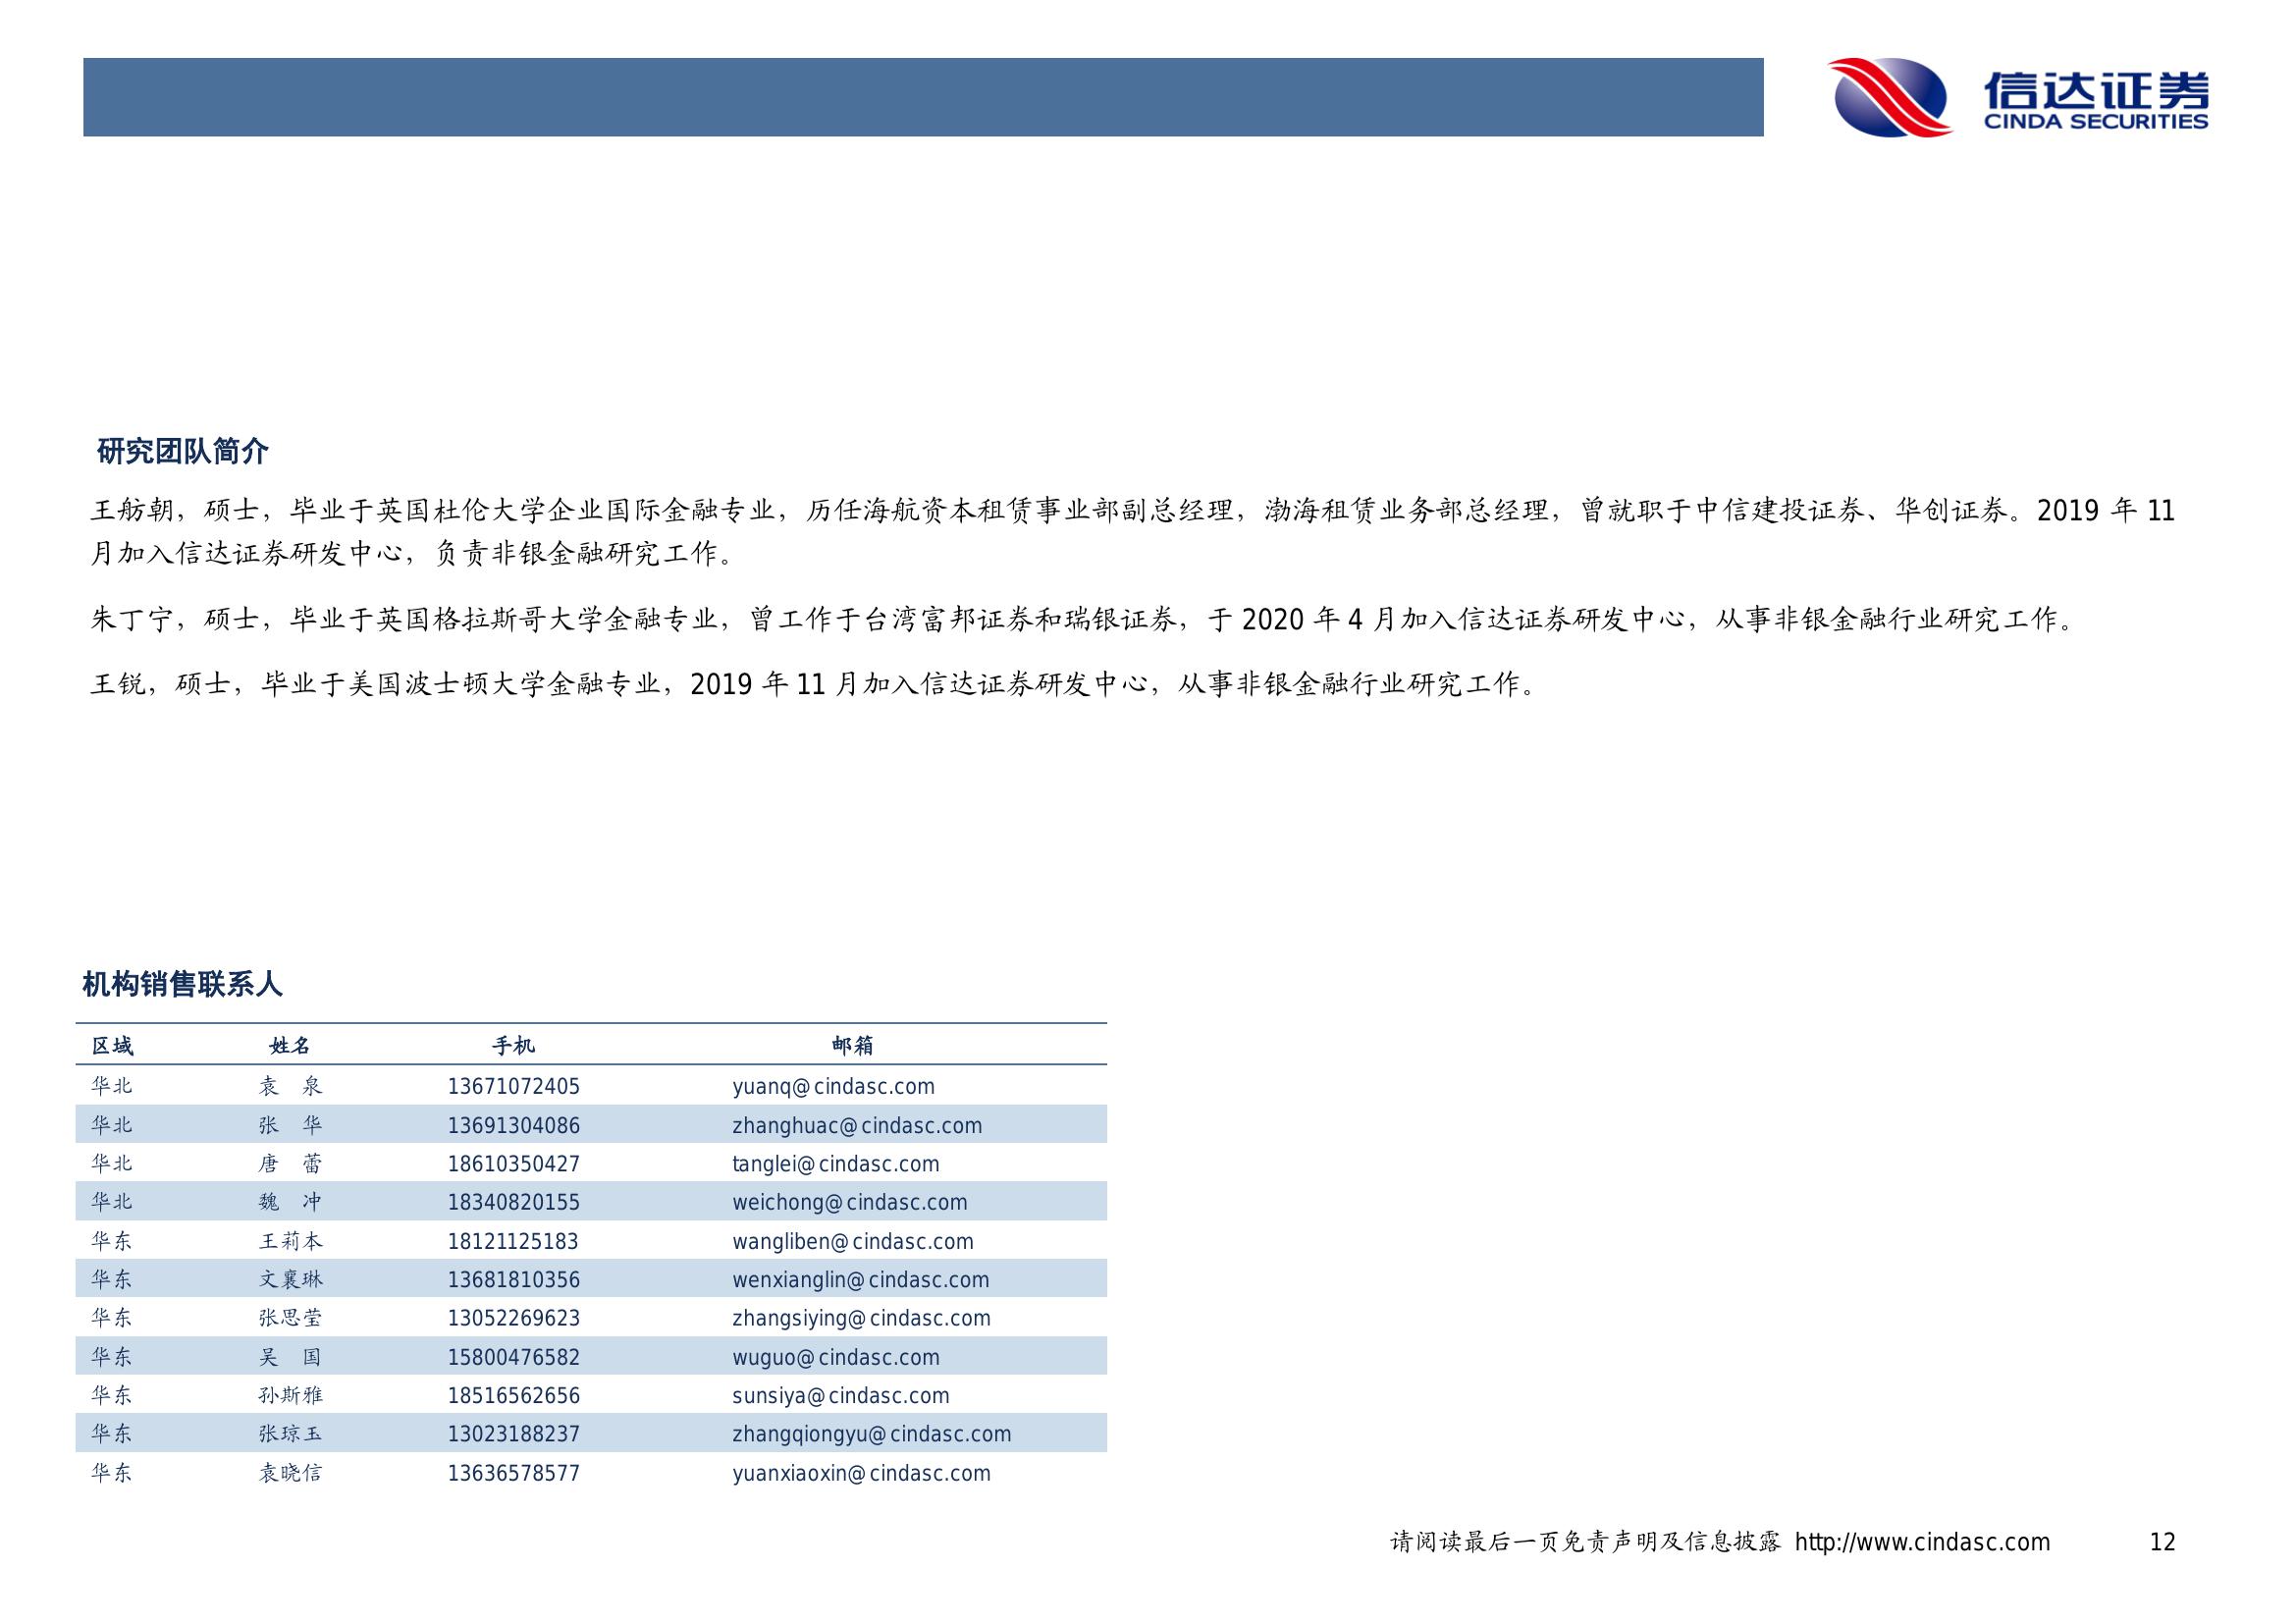 信达证券
CINDA SECURITIES
研究团队简介
王舫朝，硕士，毕业于英国杜伦大学企业国际金融专业，历任海航资本租赁事业部副总经理，渤海租赁业务部总经理，曾就职于中信建投证券、华创证券。2019 年 11
月加入信达证券研发中心，负责非银金融研究工作。
朱丁宁，硕士，毕业于英国格拉斯哥大学金融专业，曾工作于台湾富邦证券和瑞银证券，于 2020 年 4 月加入信达证券研发中心，从事非银金融行业研究工作。
王锐，硕士，毕业于美国波士顿大学金融专业，2019 年 11 月加入信达证券研发中心，从事非银金融行业研究工作。
机构销售联系人
区域 姓名 手机 邮箱
华北 袁 泉 13671072405 yuanq@cindasc.com
华北 张 华 13691304086 zhanghuac@cindasc.com
华北 唐 蕾 18610350427 tanglei@cindasc.com
华北 魏 冲 18340820155 weichong@cindasc.com
华东 王莉本 18121125183 wangliben@cindasc.com
华东 文襄琳 13681810356 wenxianglin@cindasc.com
华东 张思莹 13052269623 zhangsiying@cindasc.com
华东 吴 国 15800476582 wuguo@cindasc.com
华东 孙斯雅 18516562656 sunsiya@cindasc.com
华东 张琼玉 13023188237 zhangqiongyu@cindasc.com
华东 袁晓信 13636578577 yuanxiaoxin@cindasc.com
请阅读最后一页免责声明及信息披露 http://www.cindasc.com 12